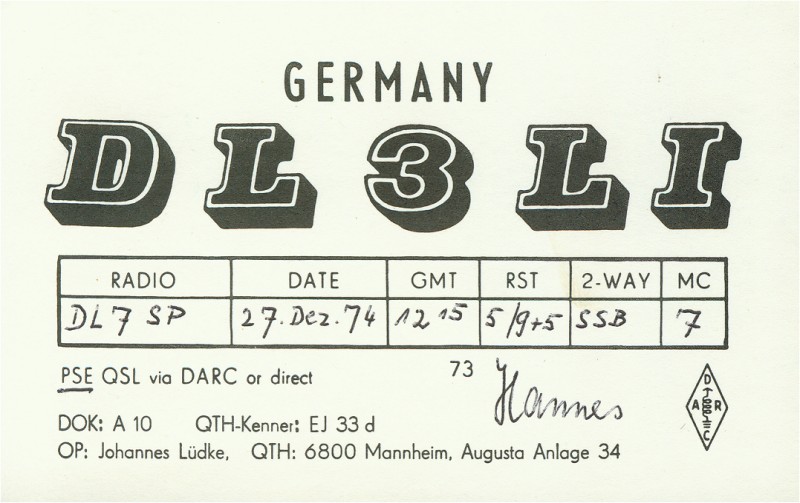 GERMANY
DL3LI
RADIO DATE GMT RST 2-WAY MC
DL7SP 27. Dez. 74 12 15 5/9+5 SSB 7
PSE QSL via DARC or direct 73 Hannes
DARC
DOK: A 10 QTH-Kenner: EJ 33 d
OP: Johannes Lüdke, QTH: 6800 Mannheim, Augusta Anlage 34